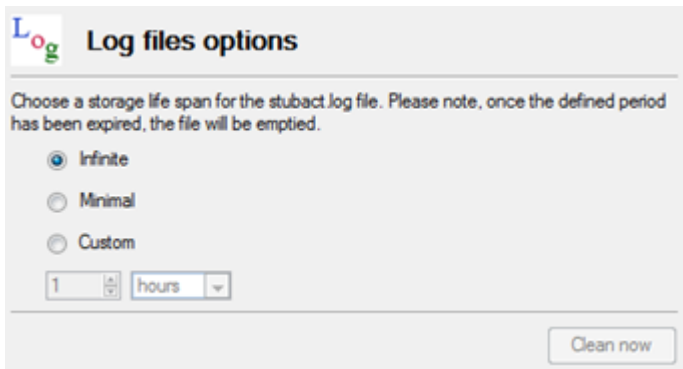 Log
Log files options
Choose a storage life span for the stubact.log file. Please note, once the defined period
has been expired, the file will be emptied.
Infinite
Minimal
Custom
1 hours
Clean now